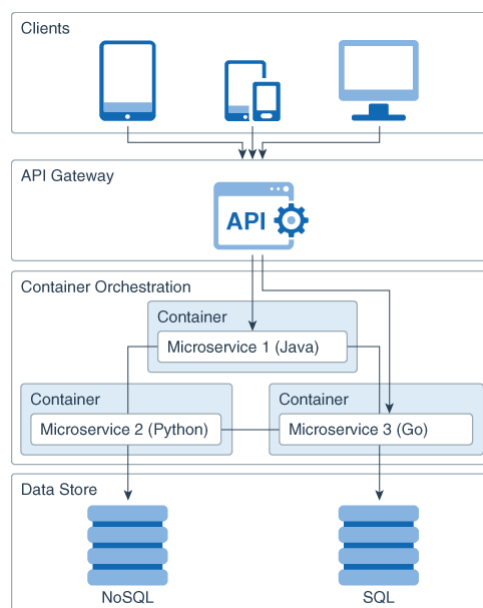 Clients
API Gateway
API
Container Orchestration
Container
Microservice 1 (Java)
Container
Microservice 2 (Python)
Container
Microservice 3 (Go)
Data Store
NoSQL
SQL